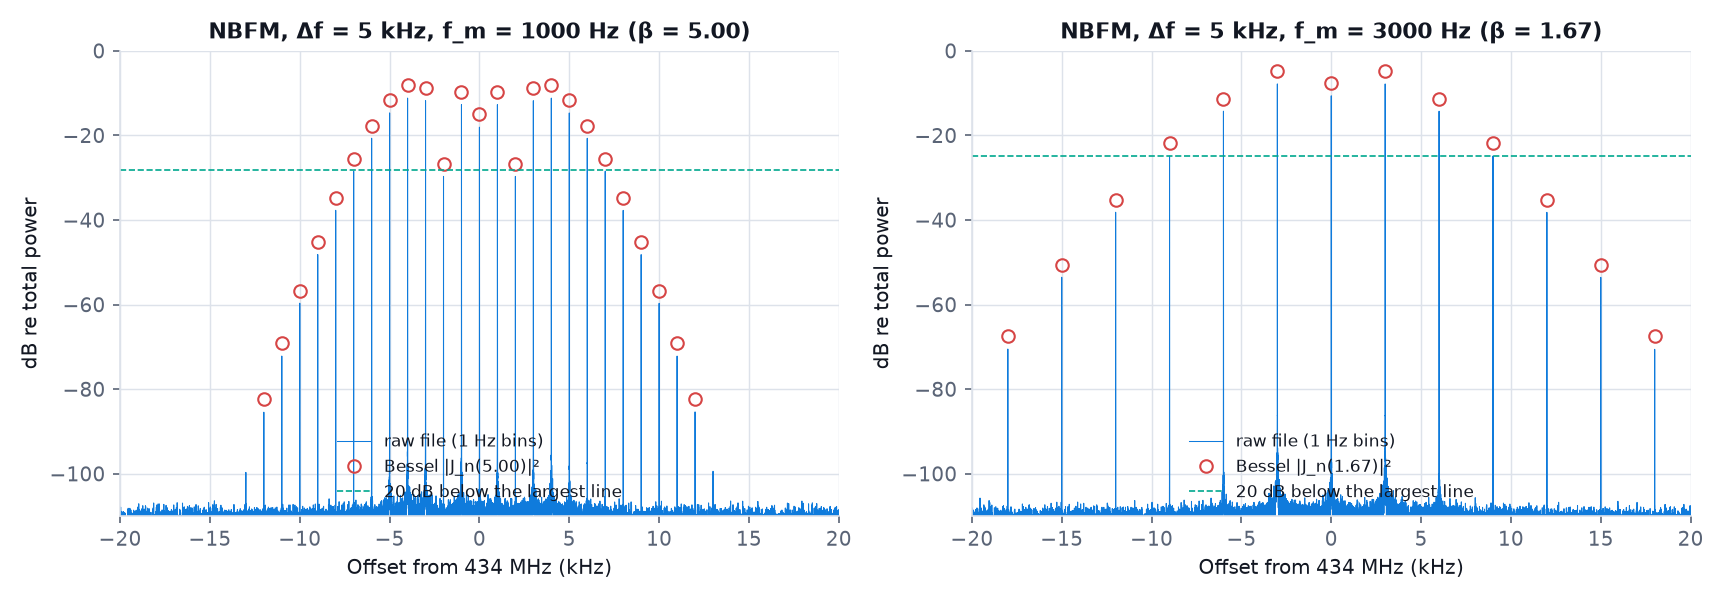 NBFM, Δf = 5 kHz, f_m = 1000 Hz (β = 5.00)
0
−20
−40
−60
−80
−100
dB re total power
raw file (1 Hz bins)
Bessel |J_n(5.00)|²
20 dB below the largest line
−20 −15 −10 −5 0 5 10 15 20
Offset from 434 MHz (kHz)
NBFM, Δf = 5 kHz, f_m = 3000 Hz (β = 1.67)
0
−20
−40
−60
−80
−100
dB re total power
raw file (1 Hz bins)
Bessel |J_n(1.67)|²
20 dB below the largest line
−20 −15 −10 −5 0 5 10 15 20
Offset from 434 MHz (kHz)